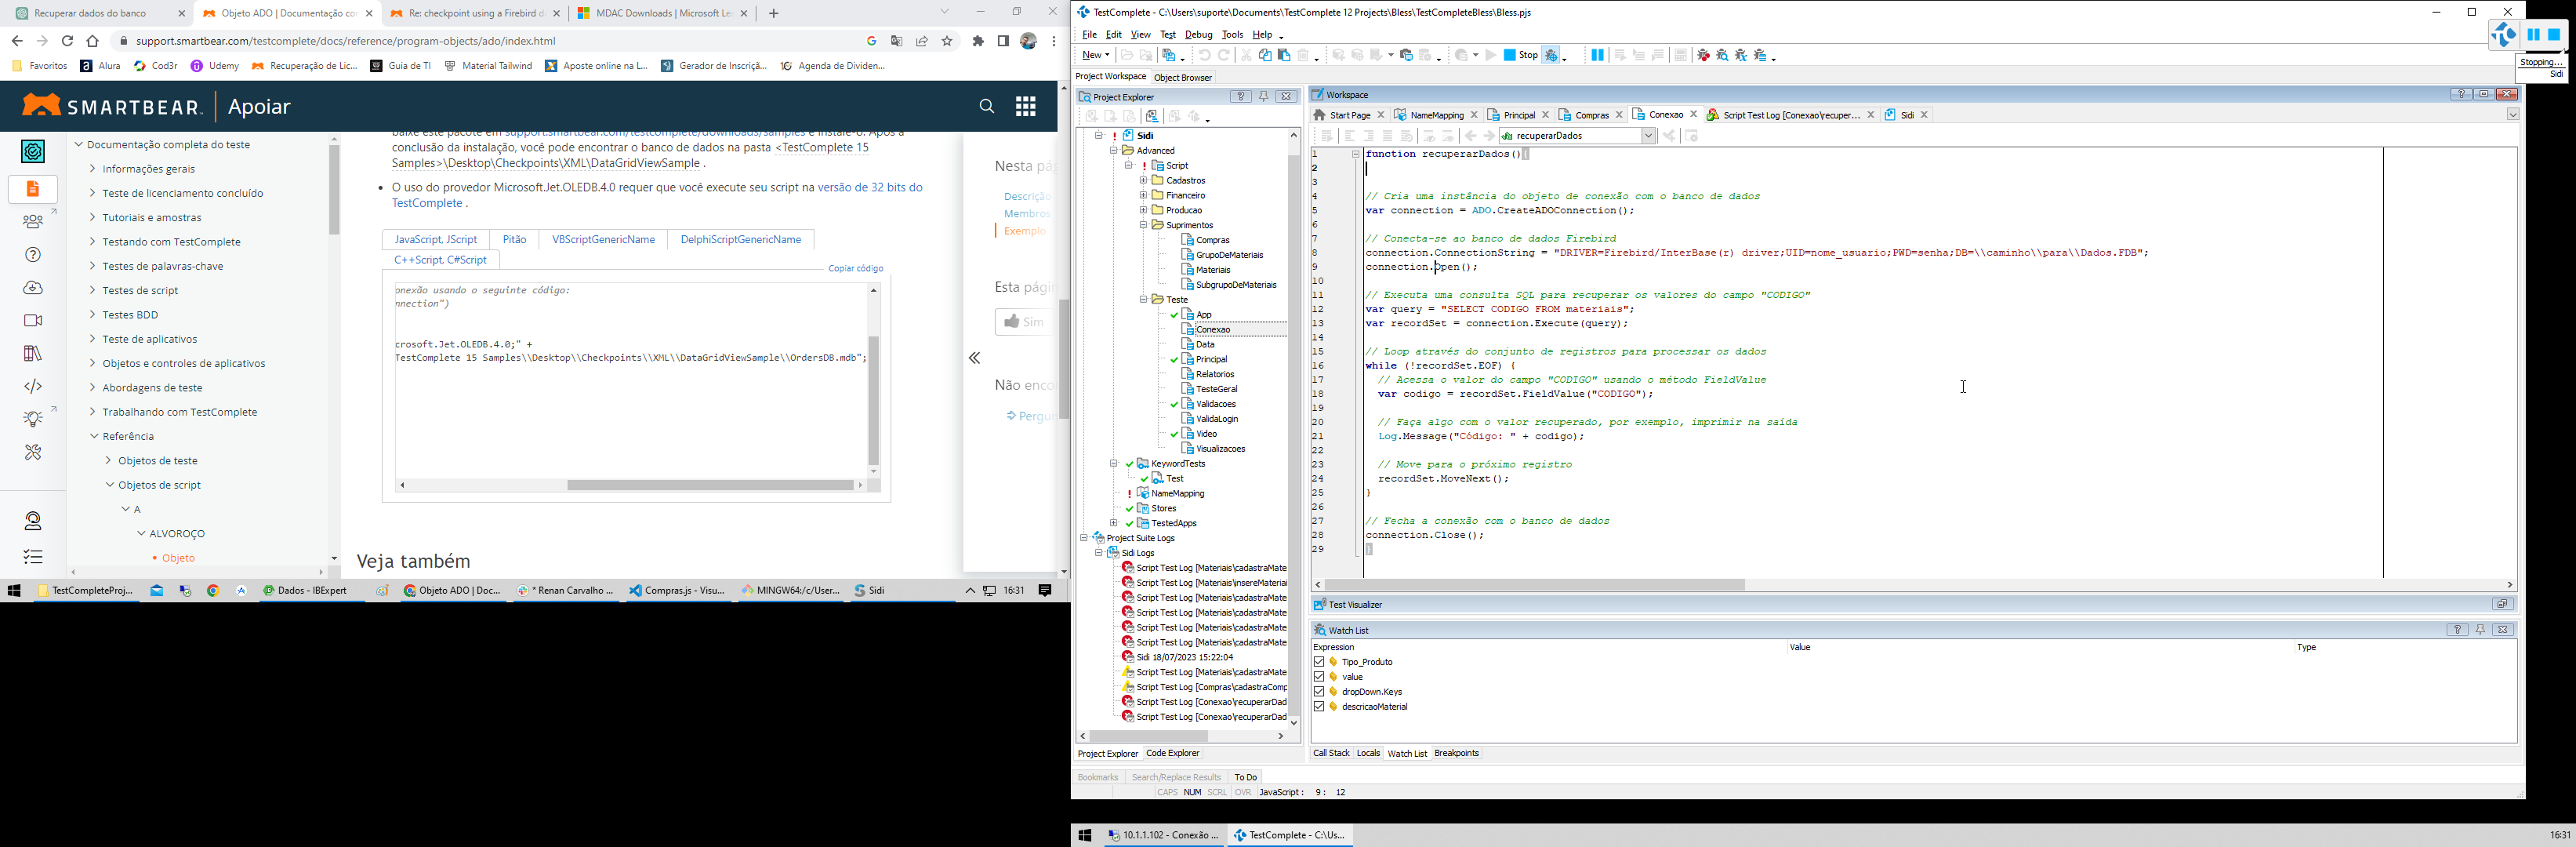 Recuperar dados do banco
Objeto ADO | Documentação co
Re: checkpoint using a Firebird d
MDAC Downloads | Microsoft Le
support.smartbear.com/testcomplete/docs/reference/program-objects/ado/index.html
Favoritos
Alura
Cod3r
Udemy
Recuperação de Lic...
Guia de TI
Material Tailwind
Aposte online na L...
Gerador de Inscriçã...
Agenda de Dividen...
SMARTBEAR
Apoiar
Documentação completa do teste
Informações gerais
Teste de licenciamento concluído
Tutoriais e amostras
Testando com TestComplete
Testes de palavras-chave
Testes de script
Testes BDD
Teste de aplicativos
Objetos e controles de aplicativos
Abordagens de teste
Trabalhando com TestComplete
Referência
Objetos de teste
Objetos de script
A
ALVOROÇO
Objeto
baixe este pacote em support.smartbear.com/testcomplete/downloads/samples e instale-o. Após a
conclusão da instalação, você pode encontrar o banco de dados na pasta <TestComplete 15
Samples>\Desktop\Checkpoints\XML\DataGridViewSample .
O uso do provedor Microsoft.Jet.OLEDB.4.0 requer que você execute seu script na versão de 32 bits do
TestComplete .
JavaScript, JScript
Pitão
VBScriptGenericName
DelphiScriptGenericName
C++Script, C#Script
Copiar código
onexão usando o seguinte código:
nnection")
crosoft.Jet.OLEDB.4.0;" +
TestComplete 15 Samples\\Desktop\\Checkpoints\\XML\\DataGridViewSample\\OrdersDB.mdb";
Veja também
Nesta pág
Descrição
Membros
Exemplo
Esta págin
Sim
Não enco
Pergun
TestCompleteProj...
Dados - IBExpert
Objeto ADO | Doc...
* Renan Carvalho ...
Compras.js - Visu...
MINGW64:/c/User...
Sidi
16:31
TestComplete - C:\Users\suporte\Documents\TestComplete 12 Projects\Bless\TestCompleteBless\Bless.pjs
File Edit View Test Debug Tools Help
New
Stop
Stopping...
Sidi
Project Workspace
Object Browser
Project Explorer
Sidi
Advanced
Script
Cadastros
Financeiro
Producao
Suprimentos
Compras
GrupoDeMateriais
Materiais
SubgrupoDeMateriais
Teste
App
Conexao
Data
Principal
Relatorios
TesteGeral
Validacoes
ValidaLogin
Video
Visualizacoes
KeywordTests
Test
NameMapping
Stores
TestedApps
Project Suite Logs
Sidi Logs
Script Test Log [Materiais\cadastraMate
Script Test Log [Materiais\insereMateriai
Script Test Log [Materiais\cadastraMate
Script Test Log [Materiais\cadastraMate
Script Test Log [Materiais\cadastraMate
Script Test Log [Materiais\cadastraMate
Sidi 18/07/2023 15:22:04
Script Test Log [Materiais\cadastraMate
Script Test Log [Compras\cadastraComp
Script Test Log [Conexao\recuperarDad
Script Test Log [Conexao\recuperarDad
Project Explorer
Code Explorer
Workspace
Start Page
NameMapping
Principal
Compras
Conexao
Script Test Log [Conexao\recuper...
Sidi
recuperarDados
1 function recuperarDados(){
2
3
4 // Cria uma instância do objeto de conexão com o banco de dados
5 var connection = ADO.CreateADOConnection();
6
7 // Conecta-se ao banco de dados Firebird
8 connection.ConnectionString = "DRIVER=Firebird/InterBase(r) driver;UID=nome_usuario;PWD=senha;DB=\\caminho\\para\\Dados.FDB";
9 connection.Open();
10
11 // Executa uma consulta SQL para recuperar os valores do campo "CODIGO"
12 var query = "SELECT CODIGO FROM materiais";
13 var recordSet = connection.Execute(query);
14
15 // Loop através do conjunto de registros para processar os dados
16 while (!recordSet.EOF) {
17 // Acessa o valor do campo "CODIGO" usando o método FieldValue
18 var codigo = recordSet.FieldValue("CODIGO");
19
20 // Faça algo com o valor recuperado, por exemplo, imprimir na saída
21 Log.Message("Código: " + codigo);
22
23 // Move para o próximo registro
24 recordSet.MoveNext();
25 }
26
27 // Fecha a conexão com o banco de dados
28 connection.Close();
29 }
Test Visualizer
Watch List
Expression Value Type
Tipo_Produto
value
dropDown.Keys
descricaoMaterial
Call Stack
Locals
Watch List
Breakpoints
Bookmarks
Search/Replace Results
To Do
CAPS NUM SCRL OVR JavaScript : 9 : 12
10.1.1.102 - Conexão ...
TestComplete - C:\Us...
16:31